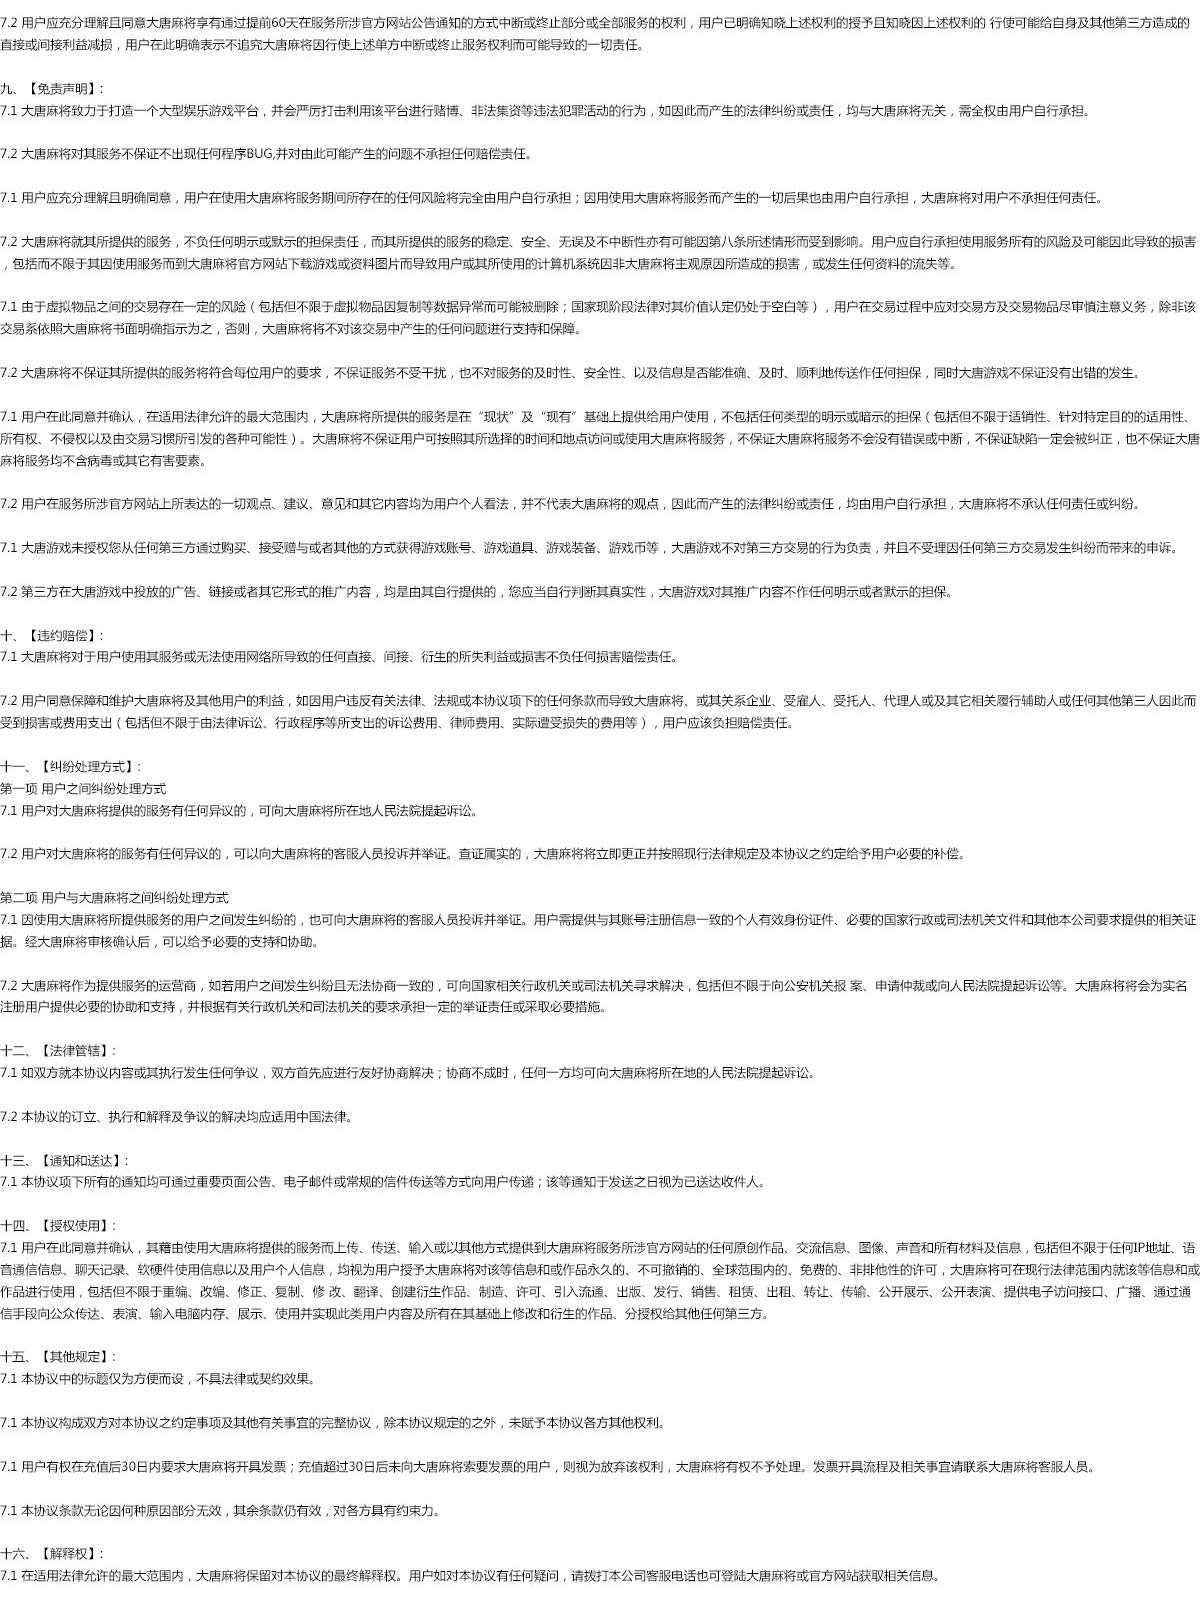 7.2 用户应充分理解且同意大唐麻将享有通过提前60天在服务所涉官方网站公告通知的方式中断或终止部分或全部服务的权利，用户已明确知晓上述权利的授予且知晓因上述权利的 行使可能给自身及其他第三方造成的
直接或间接利益减损，用户在此明确表示不追究大唐麻将因行使上述单方中断或终止服务权利而可能导致的一切责任。
九、【免责声明】：
7.1 大唐麻将致力于打造一个大型娱乐游戏平台，并会严厉打击利用该平台进行赌博、非法集资等违法犯罪活动的行为，如因此而产生的法律纠纷或责任，均与大唐麻将无关，需全权由用户自行承担。
7.2 大唐麻将对其服务不保证不出现任何程序BUG,并对由此可能产生的问题不承担任何赔偿责任。
7.1 用户应充分理解且明确同意，用户在使用大唐麻将服务期间所存在的任何风险将完全由用户自行承担；因用使用大唐麻将服务而产生的一切后果也由用户自行承担，大唐麻将对用户不承担任何责任。
7.2 大唐麻将就其所提供的服务，不负任何明示或默示的担保责任，而其所提供的服务的稳定、安全、无误及不中断性亦有可能因第八条所述情形而受到影响。用户应自行承担使用服务所有的风险及可能因此导致的损害
，包括而不限于其因使用服务而到大唐麻将官方网站下载游戏或资料图片而导致用户或其所使用的计算机系统因非大唐麻将主观原因所造成的损害，或发生任何资料的流失等。
7.1 由于虚拟物品之间的交易存在一定的风险（包括但不限于虚拟物品因复制等数据异常而可能被删除；国家现阶段法律对其价值认定仍处于空白等），用户在交易过程中应对交易方及交易物品尽审慎注意义务，除非该
交易系依照大唐麻将书面明确指示为之，否则，大唐麻将将不对该交易中产生的任何问题进行支持和保障。
7.2 大唐麻将不保证其所提供的服务将符合每位用户的要求，不保证服务不受干扰，也不对服务的及时性、安全性、以及信息是否能准确、及时、顺利地传送作任何担保，同时大唐游戏不保证没有出错的发生。
7.1 用户在此同意并确认，在适用法律允许的最大范围内，大唐麻将所提供的服务是在“现状”及“现有”基础上提供给用户使用，不包括任何类型的明示或暗示的担保（包括但不限于适销性、针对特定目的的适用性、
所有权、不侵权以及由交易习惯所引发的各种可能性）。大唐麻将不保证用户可按照其所选择的时间和地点访问或使用大唐麻将服务，不保证大唐麻将服务不会没有错误或中断，不保证缺陷一定会被纠正，也不保证大唐
麻将服务均不含病毒或其它有害要素。
7.2 用户在服务所涉官方网站上所表达的一切观点、建议、意见和其它内容均为用户个人看法，并不代表大唐麻将的观点，因此而产生的法律纠纷或责任，均由用户自行承担，大唐麻将不承认任何责任或纠纷。
7.1 大唐游戏未授权您从任何第三方通过购买、接受赠与或者其他的方式获得游戏账号、游戏道具、游戏装备、游戏币等，大唐游戏不对第三方交易的行为负责，并且不受理因任何第三方交易发生纠纷而带来的申诉。
7.2 第三方在大唐游戏中投放的广告、链接或者其它形式的推广内容，均是由其自行提供的，您应当自行判断其真实性，大唐游戏对其推广内容不作任何明示或者默示的担保。
十、【违约赔偿】：
7.1 大唐麻将对于用户使用其服务或无法使用网络所导致的任何直接、间接、衍生的所失利益或损害不负任何损害赔偿责任。
7.2 用户同意保障和维护大唐麻将及其他用户的利益，如因用户违反有关法律、法规或本协议项下的任何条款而导致大唐麻将、或其关系企业、受雇人、受托人、代理人或及其它相关履行辅助人或任何其他第三人因此而
受到损害或费用支出（包括但不限于由法律诉讼、行政程序等所支出的诉讼费用、律师费用、实际遭受损失的费用等），用户应该负担赔偿责任。
十一、【纠纷处理方式】：
第一项 用户之间纠纷处理方式
7.1 用户对大唐麻将提供的服务有任何异议的，可向大唐麻将所在地人民法院提起诉讼。
7.2 用户对大唐麻将的服务有任何异议的，可以向大唐麻将的客服人员投诉并举证。查证属实的，大唐麻将将立即更正并按照现行法律规定及本协议之约定给予用户必要的补偿。
第二项 用户与大唐麻将之间纠纷处理方式
7.1 因使用大唐麻将所提供服务的用户之间发生纠纷的，也可向大唐麻将的客服人员投诉并举证。用户需提供与其账号注册信息一致的个人有效身份证件、必要的国家行政或司法机关文件和其他本公司要求提供的相关证
据。经大唐麻将审核确认后，可以给予必要的支持和协助。
7.2 大唐麻将作为提供服务的运营商，如若用户之间发生纠纷且无法协商一致的，可向国家相关行政机关或司法机关寻求解决，包括但不限于向公安机关报 案、申请仲裁或向人民法院提起诉讼等。大唐麻将将会为实名
注册用户提供必要的协助和支持，并根据有关行政机关和司法机关的要求承担一定的举证责任或采取必要措施。
十二、【法律管辖】：
7.1 如双方就本协议内容或其执行发生任何争议，双方首先应进行友好协商解决；协商不成时，任何一方均可向大唐麻将所在地的人民法院提起诉讼。
7.2 本协议的订立、执行和解释及争议的解决均应适用中国法律。
十三、【通知和送达】：
7.1 本协议项下所有的通知均可通过重要页面公告、电子邮件或常规的信件传送等方式向用户传递；该等通知于发送之日视为已送达收件人。
十四、【授权使用】：
7.1 用户在此同意并确认，其藉由使用大唐麻将提供的服务而上传、传送、输入或以其他方式提供到大唐麻将服务所涉官方网站的任何原创作品、交流信息、图像、声音和所有材料及信息，包括但不限于任何IP地址、语
音通信信息、聊天记录、软硬件使用信息以及用户个人信息，均视为用户授予大唐麻将对该等信息和或作品永久的、不可撤销的、全球范围内的、免费的、非排他性的许可，大唐麻将可在现行法律范围内就该等信息和或
作品进行使用，包括但不限于重编、改编、修正、复制、修 改、翻译、创建衍生作品、制造、许可、引入流通、出版、发行、销售、租赁、出租、转让、传输、公开展示、公开表演、提供电子访问接口、广播、通过通
信手段向公众传达、表演、输入电脑内存、展示、使用并实现此类用户内容及所有在其基础上修改和衍生的作品、分授权给其他任何第三方。
十五、【其他规定】：
7.1 本协议中的标题仅为方便而设，不具法律或契约效果。
7.1 本协议构成双方对本协议之约定事项及其他有关事宜的完整协议，除本协议规定的之外，未赋予本协议各方其他权利。
7.1 用户有权在充值后30日内要求大唐麻将开具发票；充值超过30日后未向大唐麻将索要发票的用户，则视为放弃该权利，大唐麻将有权不予处理。发票开具流程及相关事宜请联系大唐麻将客服人员。
7.1 本协议条款无论因何种原因部分无效，其余条款仍有效，对各方具有约束力。
十六、【解释权】：
7.1 在适用法律允许的最大范围内，大唐麻将保留对本协议的最终解释权。用户如对本协议有任何疑问，请拨打本公司客服电话也可登陆大唐麻将或官方网站获取相关信息。